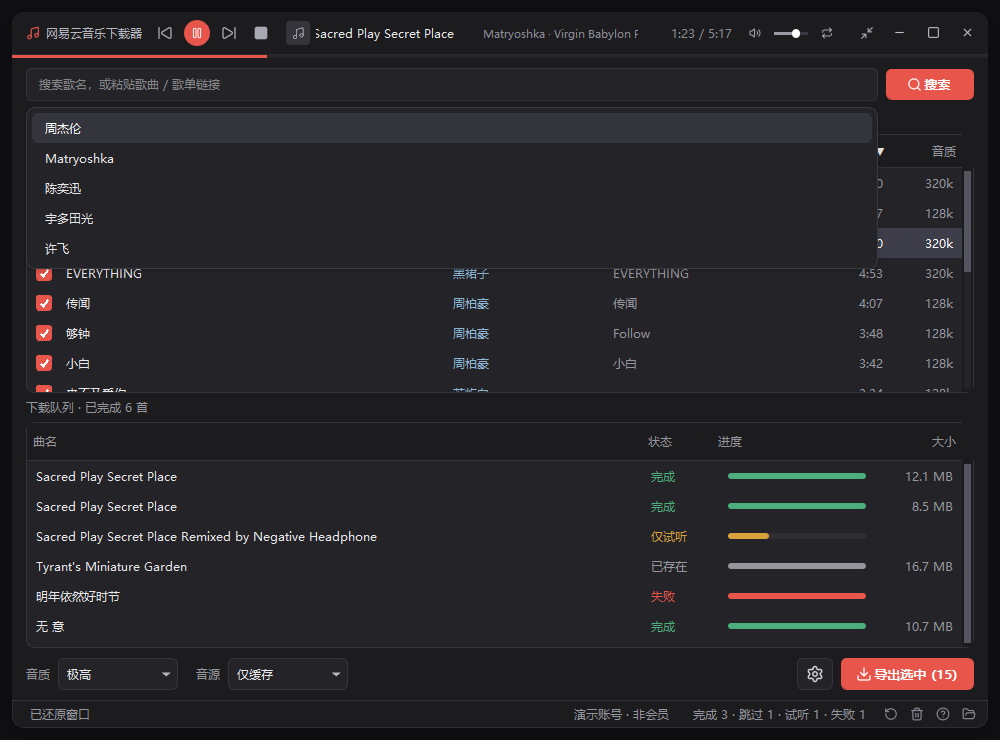 网易云音乐下载器 Sacred Play Secret Place Matryoshka · Virgin Babylon 1:23 / 5:17
搜索歌名，或粘贴歌曲 / 歌单链接 搜索
周杰伦
Matryoshka
陈奕迅
宇多田光
许飞
▼ 音质
320k
128k
320k
EVERYTHING 黑裙子 EVERYTHING 4:53 320k
传闻 周柏豪 传闻 4:07 128k
够钟 周柏豪 Follow 3:48 128k
小白 周柏豪 小白 3:42 128k
下载队列 · 已完成 6 首
曲名 状态 进度 大小
Sacred Play Secret Place 完成 12.1 MB
Sacred Play Secret Place 完成 8.5 MB
Sacred Play Secret Place Remixed by Negative Headphone 仅试听
Tyrant's Miniature Garden 已存在 16.7 MB
明年依然好时节 失败
无 意 完成 10.7 MB
音质 极高 音源 仅缓存 导出选中 (15)
已还原窗口 演示账号 · 非会员 完成 3 · 跳过 1 · 试听 1 · 失败 1